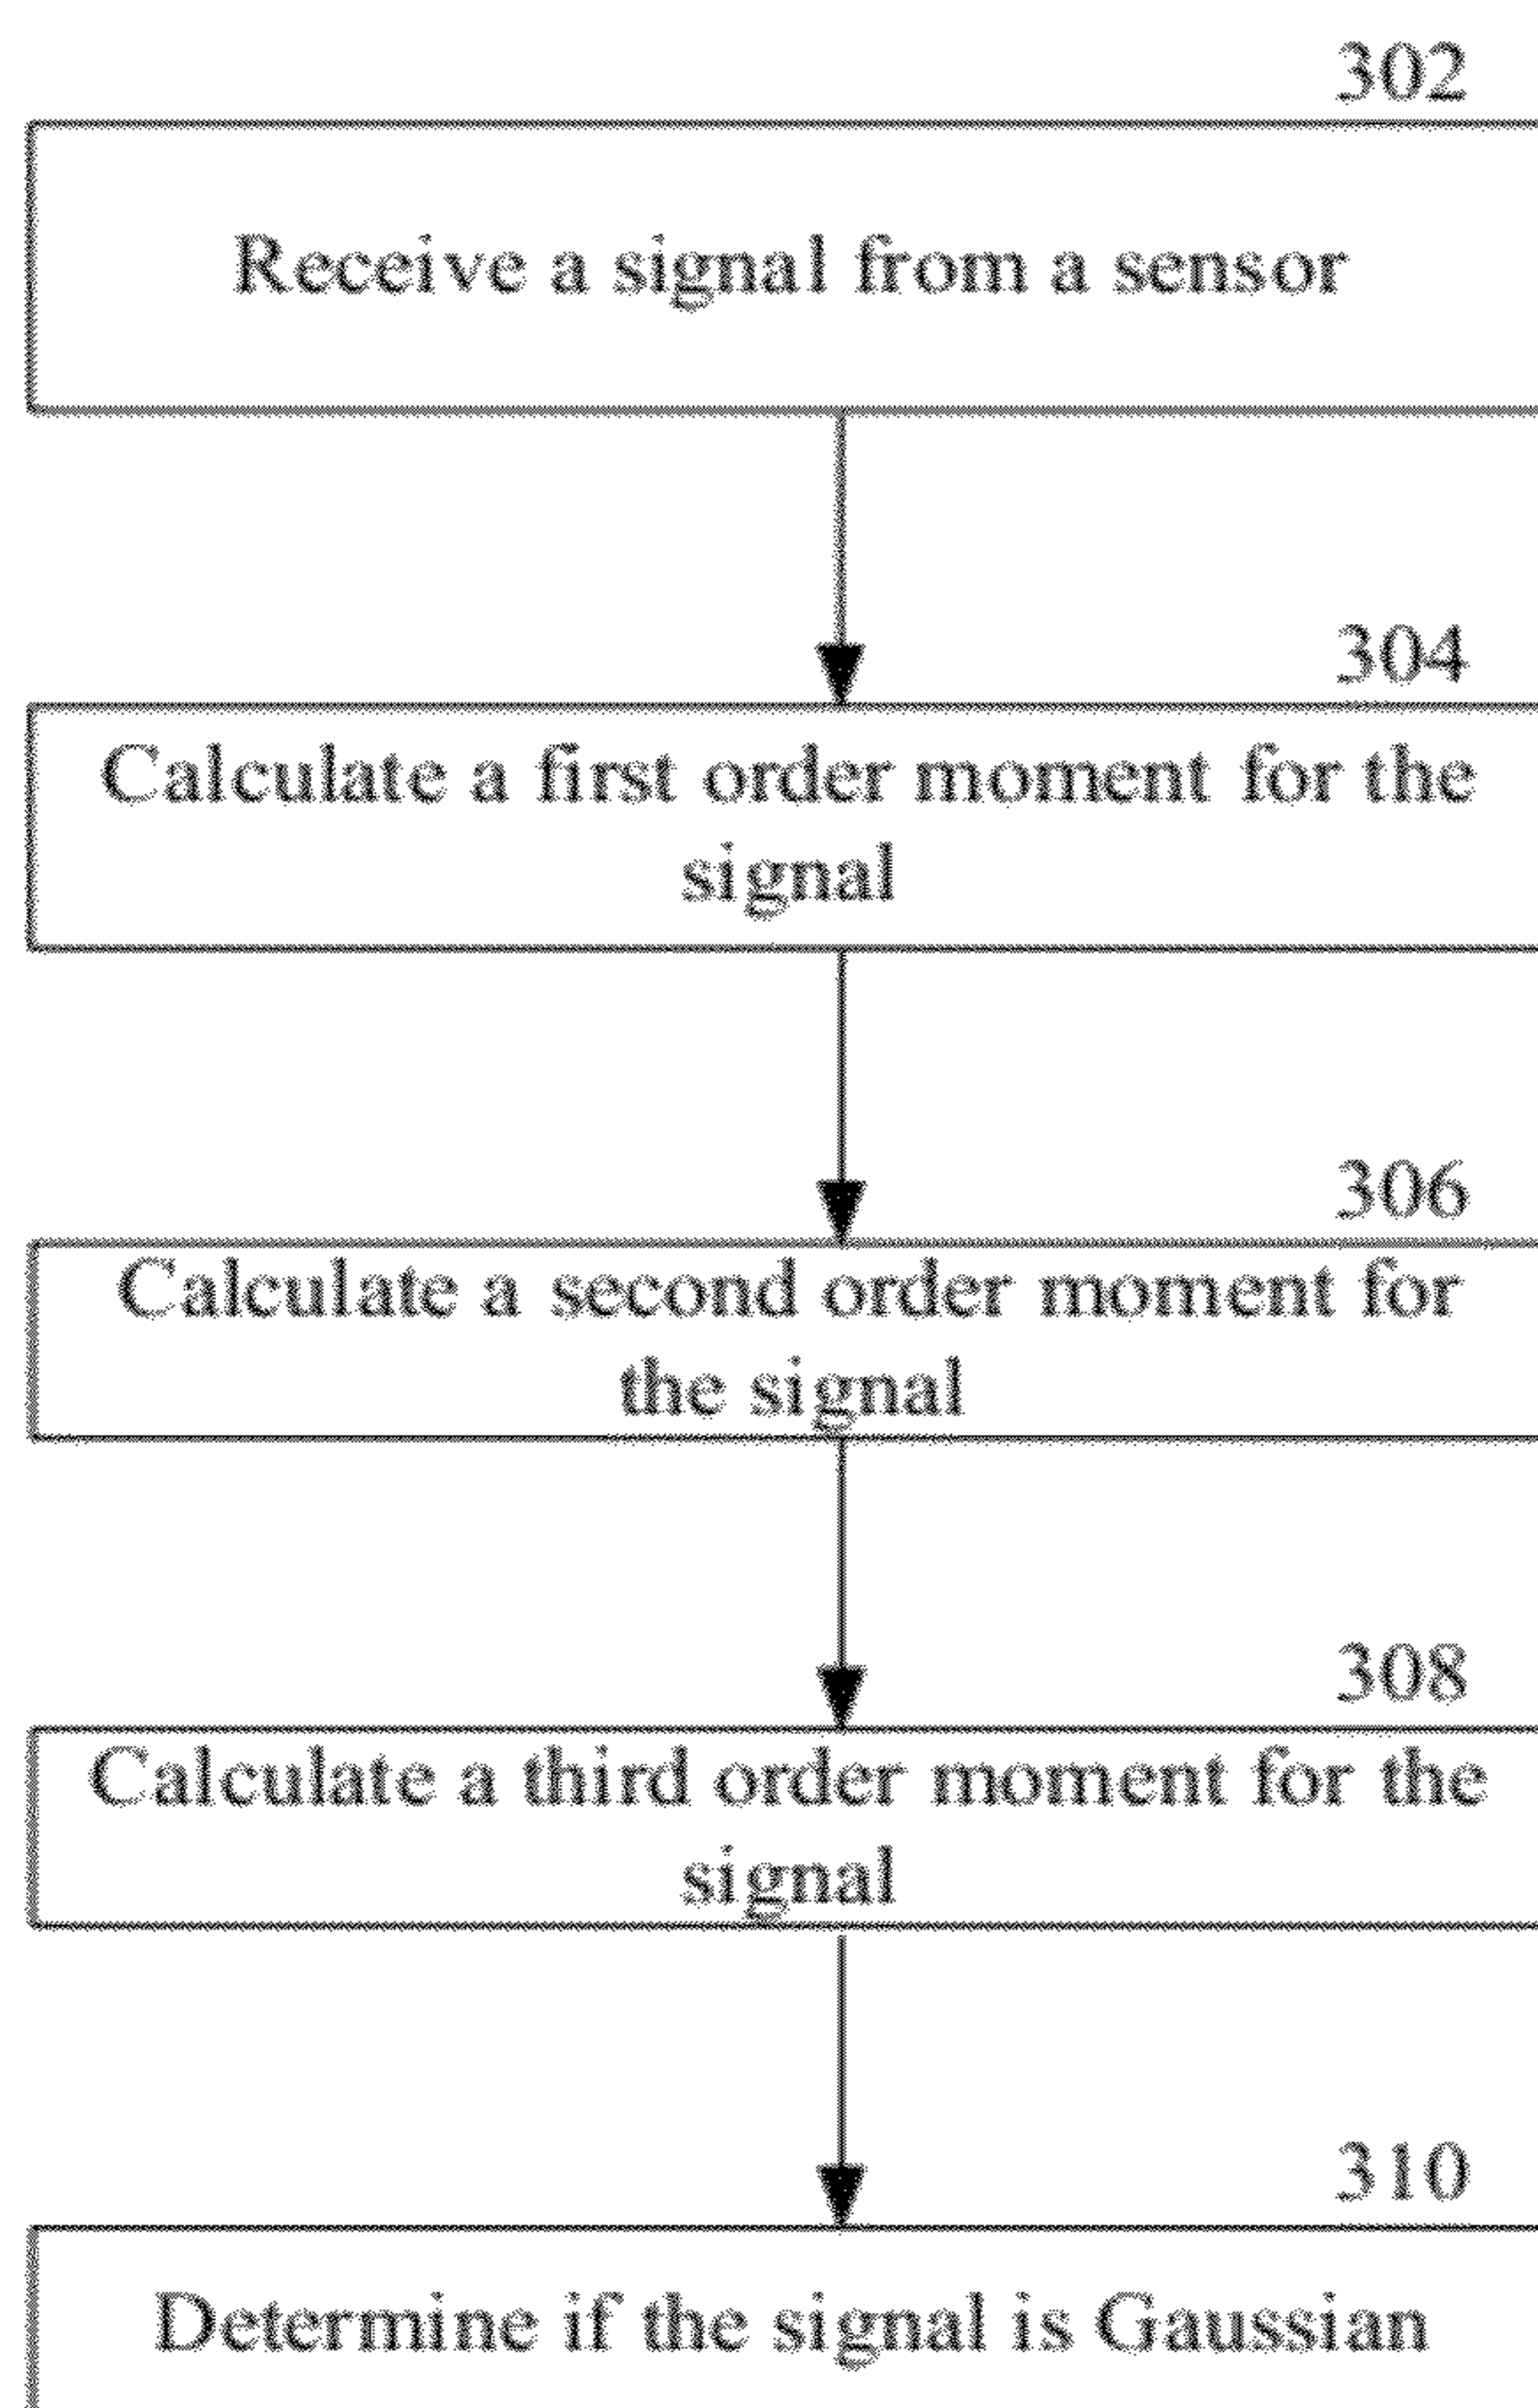 302
Receive a signal from a sensor
304
Calculate a first order moment for the
signal
306
Calculate a second order moment for
the signal
308
Calculate a third order moment for the
signal
310
Determine if the signal is Gaussian